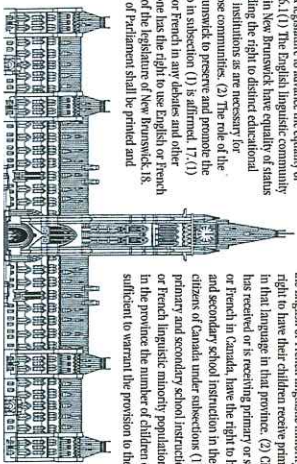 6.1 (1) The English linguistic community
in New Brunswick have equality of status
ding the right to distinct educational
institutions as are necessary for
ose communities. (2) The role of the
unswick to preserve and promote the
o in subsection (1) is affirmed. 17.(1)
or French in any debates and other
one has the right to use English or French
of the legislature of New Brunswick. 18.
of Parliament shall be printed and
right to have their children receive prim
in that language in that province. (2) C
has received or is receiving primary or s
or French in Canada, have the right to h
and secondary school instruction in the
citizens of Canada under subsections (1
primary and secondary school instructi
or French linguistic minority population
in the province the number of children
sufficient to warrant the provision to the